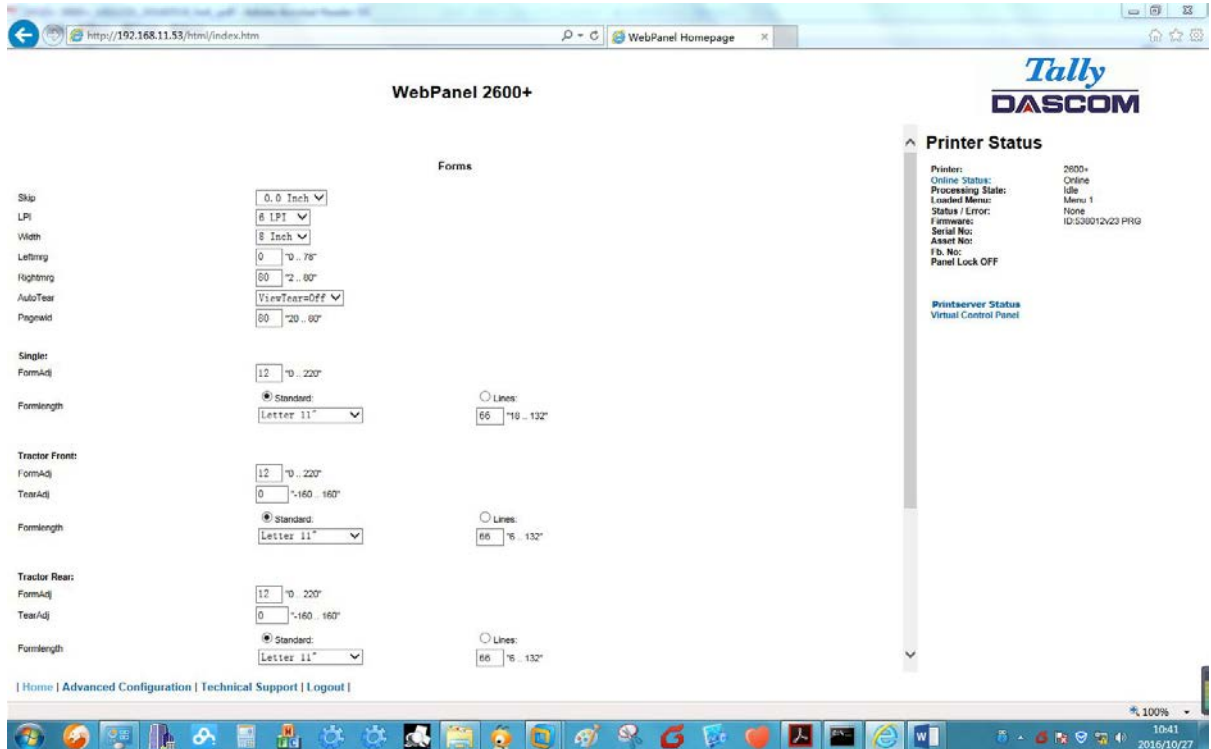 http://192.168.11.53/html/index.htm
WebPanel Homepage
WebPanel 2600+
Tally
DASCOM
Forms
Skip 0.0 Inch
LPI 6 LPI
Width 8 Inch
Leftmrg 0 "0 .. 78"
Rightmrg 80 "2 .. 80"
AutoTear ViewTear=Off
Pagewid 80 "20 .. 80"
Single:
FormAdj 12 "0 .. 220"
Formlength
Standard: Lines:
Letter 11" 66 "18 .. 132"
Tractor Front:
FormAdj 12 "0 .. 220"
TearAdj 0 "-160 .. 160"
Formlength
Standard: Lines:
Letter 11" 66 "6 .. 132"
Tractor Rear:
FormAdj 12 "0 .. 220"
TearAdj 0 "-160 .. 160"
Formlength
Standard: Lines:
Letter 11" 66 "6 .. 132"
Printer Status
Printer: 2600+
Online Status: Online
Processing State: Idle
Loaded Menu: Menu 1
Status / Error: None
Firmware: ID:538012v23 PRG
Serial No:
Asset No:
Fb. No:
Panel Lock OFF
Printserver Status
Virtual Control Panel
| Home | Advanced Configuration | Technical Support | Logout |
100%
10:41
2016/10/27